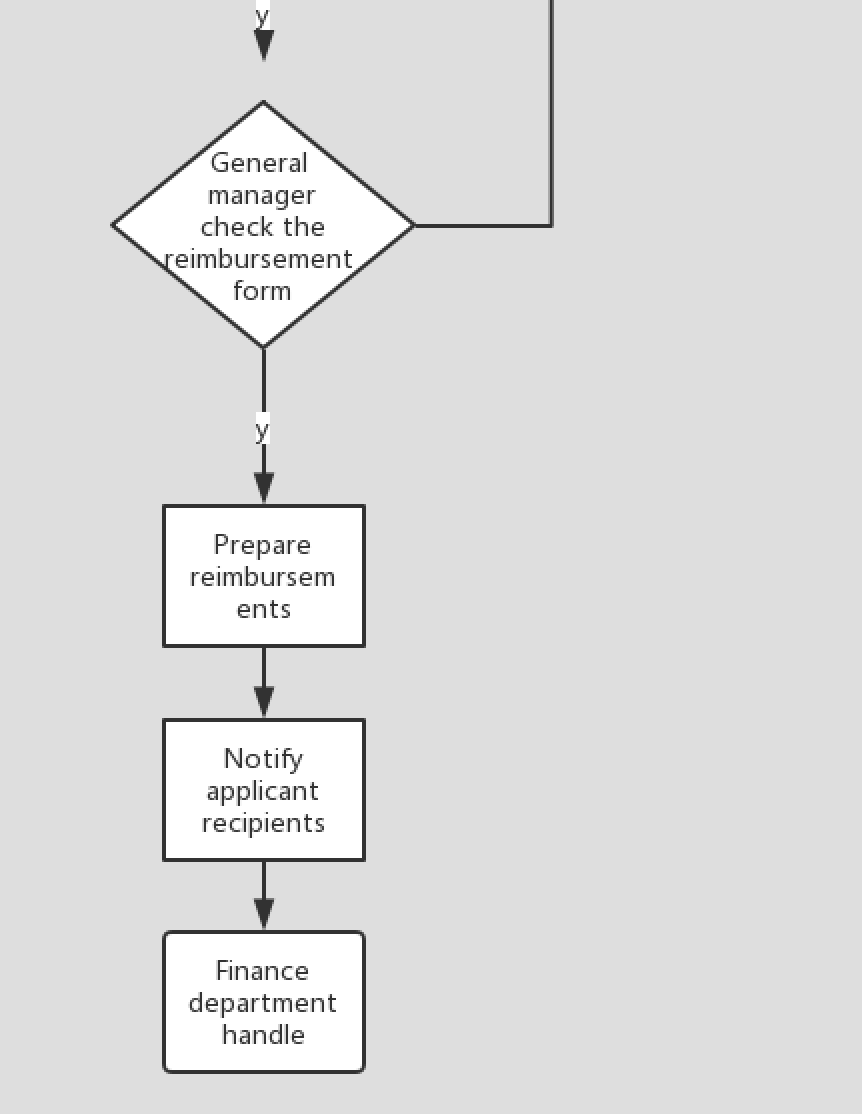 y
General
manager
check the
reimbursement
form
y
Prepare
reimbursem
ents
Notify
applicant
recipients
Finance
department
handle